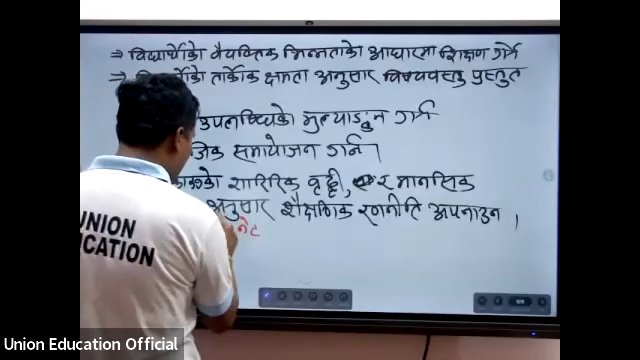 ⇒ विद्यार्थीको वैयक्तिक भिन्नताको आधारमा शिक्षण गर्न
⇒ तार्किक क्षमता अनुसार विषयवस्तु प्रस्तुत
उपलब्धिको मुल्याङ्कन गर्न
समायोजन गर्न।
शारिरिक वृद्धी, र मानसिक
अनुसार शैक्षणिक रणनीति अपनाउन ।
UNION
EDUCATION
Union Education Official